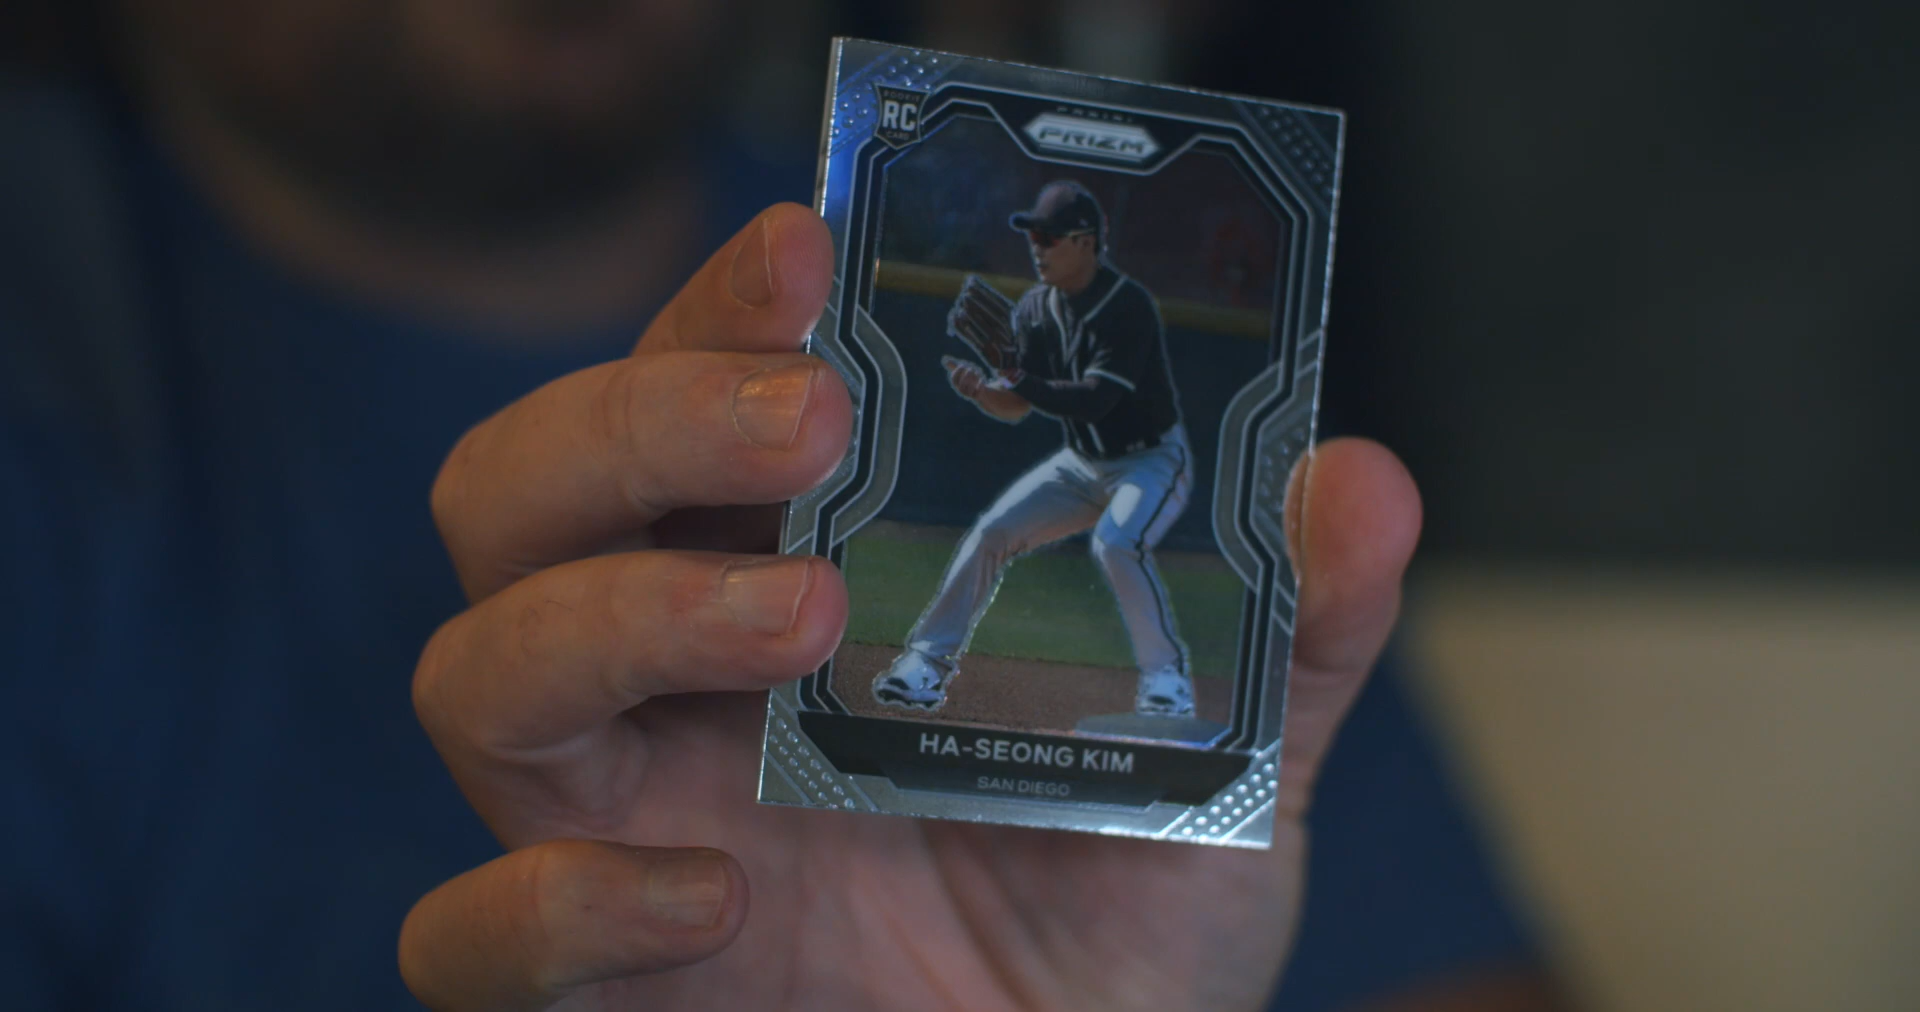 ROOKIE
RC
CARD
PANINI
PRIZM
HA-SEONG KIM
SAN DIEGO